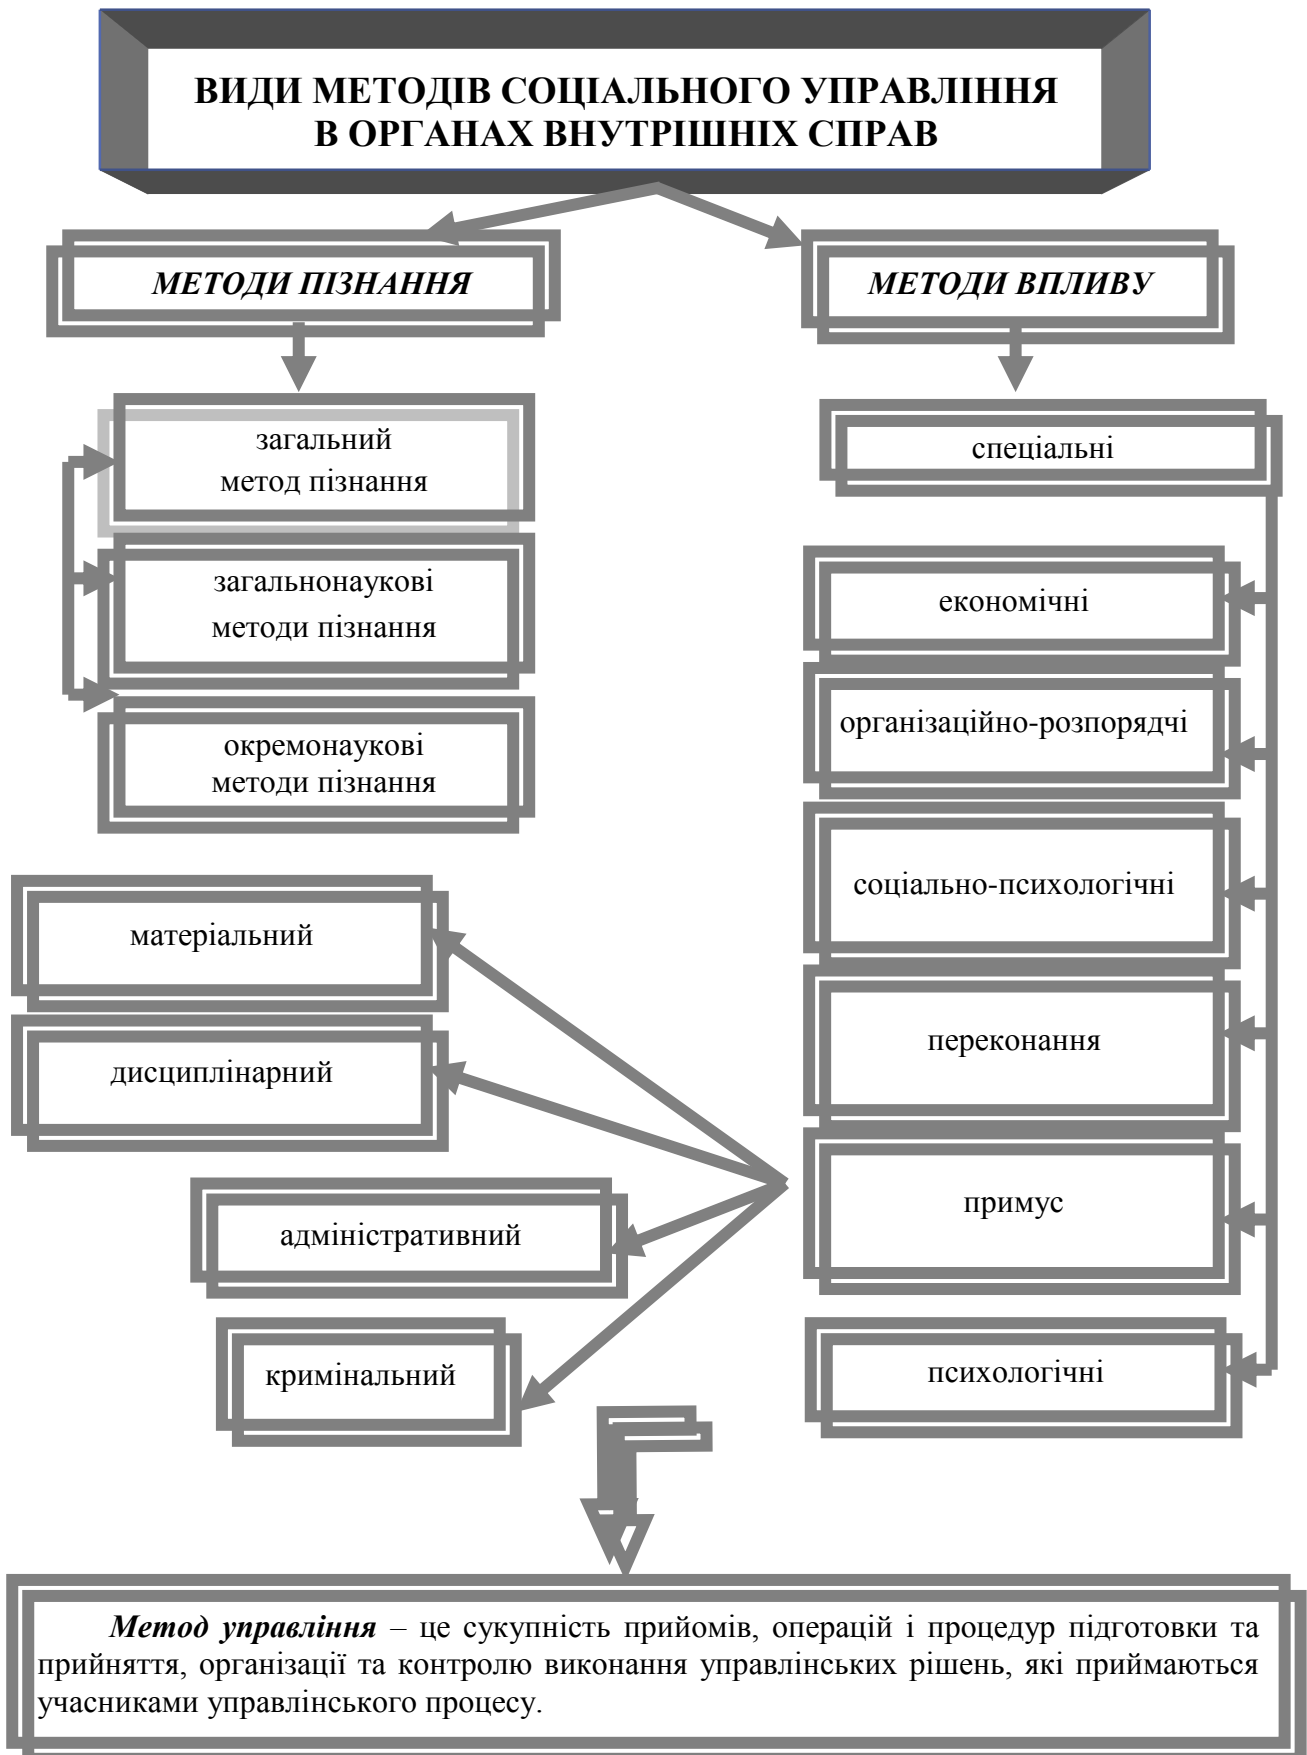 ВИДИ МЕТОДІВ СОЦІАЛЬНОГО УПРАВЛІННЯ
В ОРГАНАХ ВНУТРІШНІХ СПРАВ
МЕТОДИ ПІЗНАННЯ
МЕТОДИ ВПЛИВУ
загальний
метод пізнання
загальнонаукові
методи пізнання
окремонаукові
методи пізнання
спеціальні
економічні
організаційно-розпорядчі
соціально-психологічні
переконання
примус
психологічні
матеріальний
дисциплінарний
адміністративний
кримінальний
Метод управління – це сукупність прийомів, операцій і процедур підготовки та
прийняття, організації та контролю виконання управлінських рішень, які приймаються
учасниками управлінського процесу.